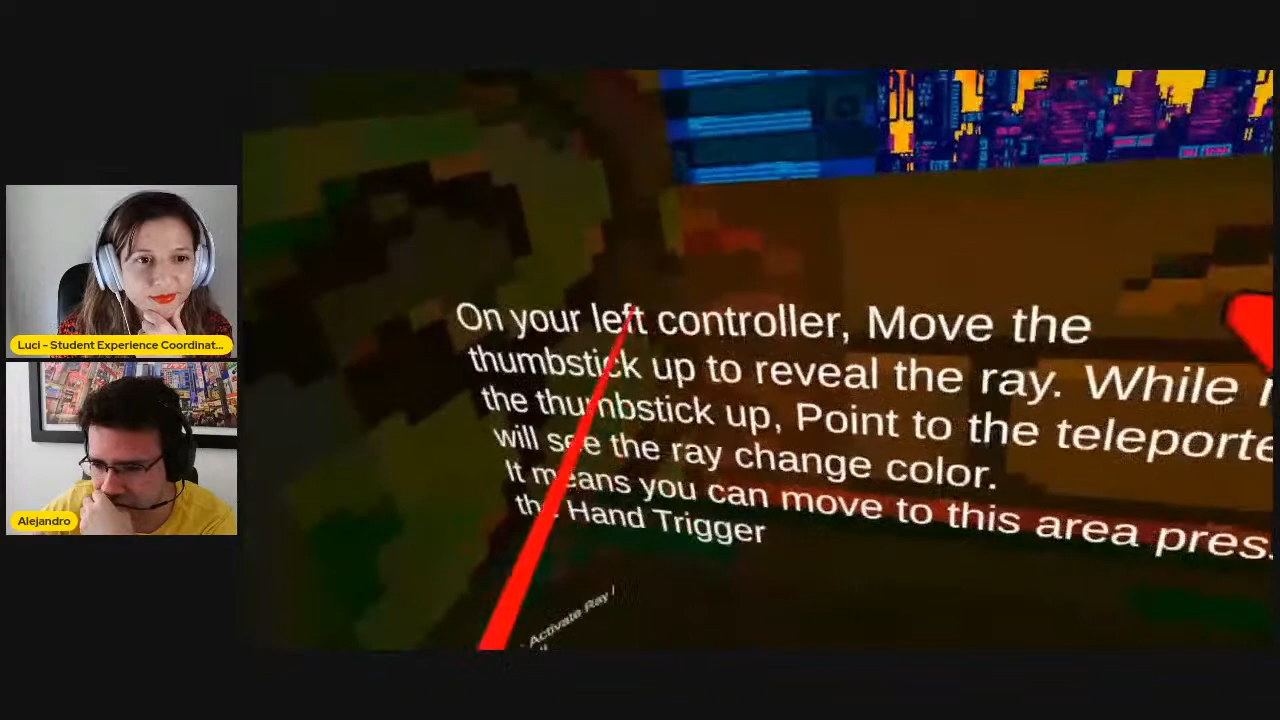 On your left controller, Move the
thumbstick up to reveal the ray. While
the thumbstick up, Point to the
will see the ray change color.
It means you can move to this area
the Hand Trigger
Activate Ray
Luci - Student Experience Coordinat...
Alejandro